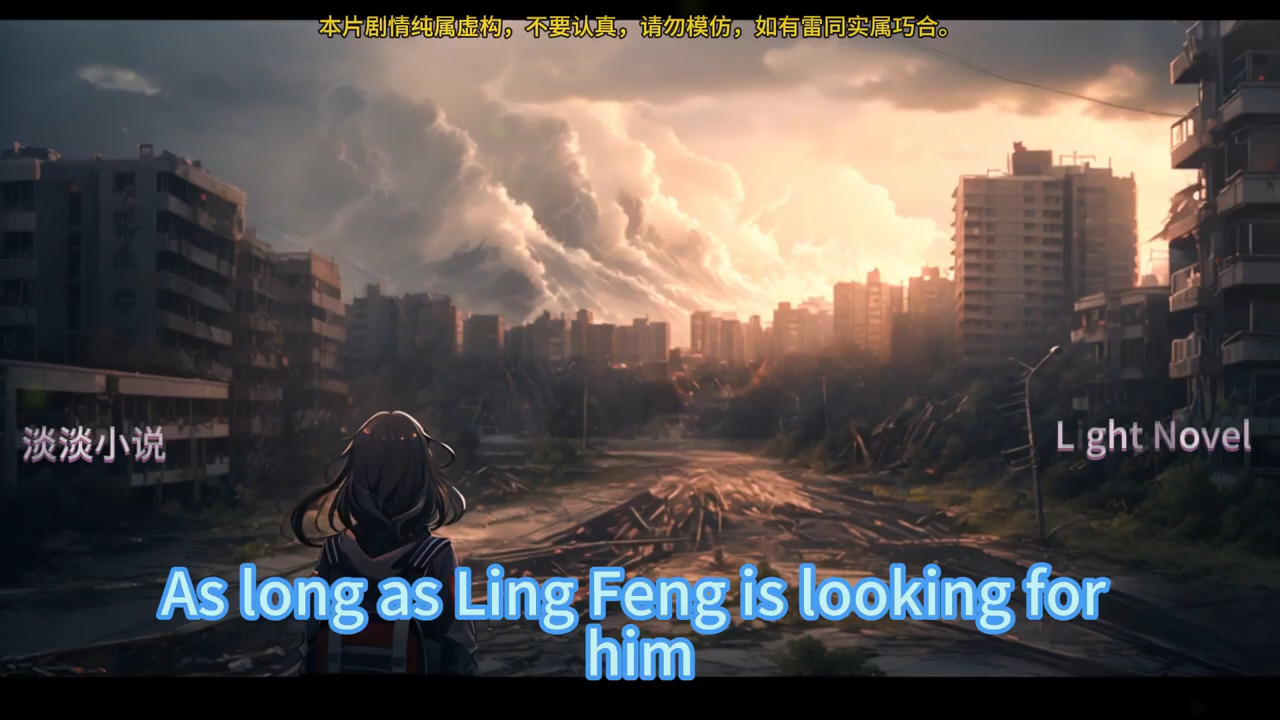 本片剧情纯属虚构，不要认真，请勿模仿，如有雷同实属巧合。
淡淡小说
Light Novel
As long as Ling Feng is looking for
him